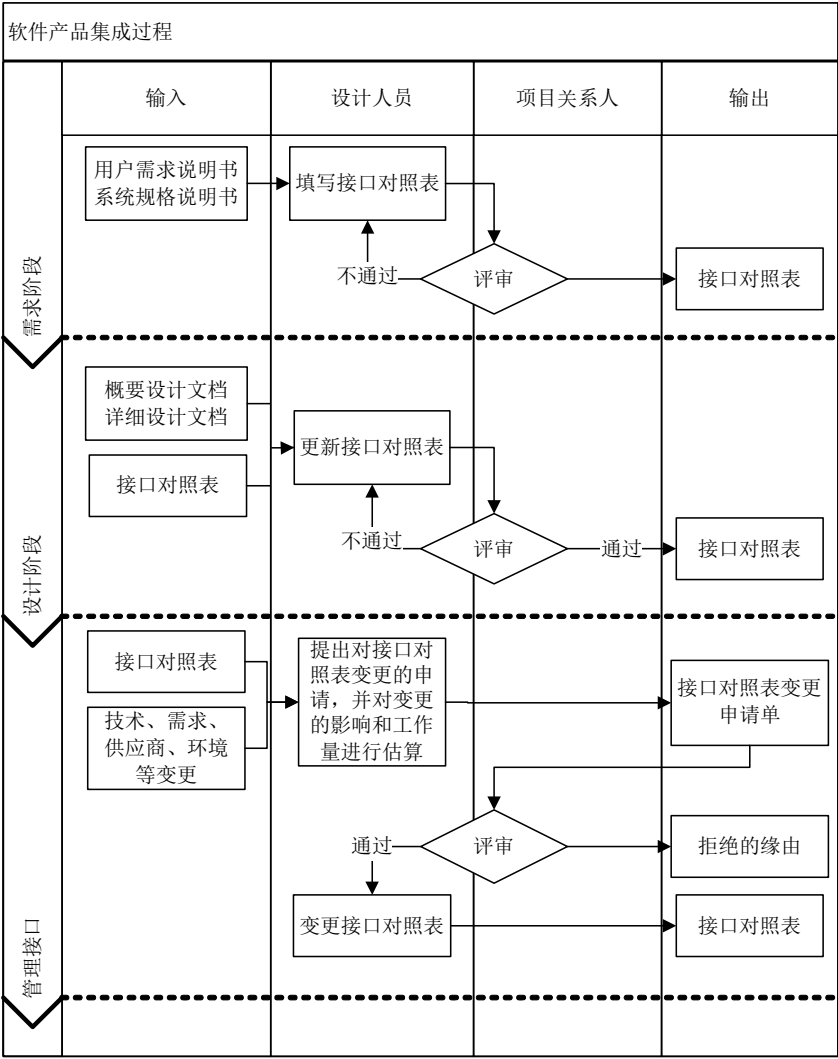 软件产品集成过程
输入
设计人员
项目关系人
输出
需求阶段
用户需求说明书
系统规格说明书
填写接口对照表
不通过
评审
接口对照表
设计阶段
概要设计文档
详细设计文档
接口对照表
更新接口对照表
不通过
评审
通过
接口对照表
管理接口
接口对照表
技术、需求、
供应商、环境
等变更
提出对接口对
照表变更的申
请，并对变更
的影响和工作
量进行估算
接口对照表变更
申请单
通过
评审
拒绝的缘由
变更接口对照表
接口对照表